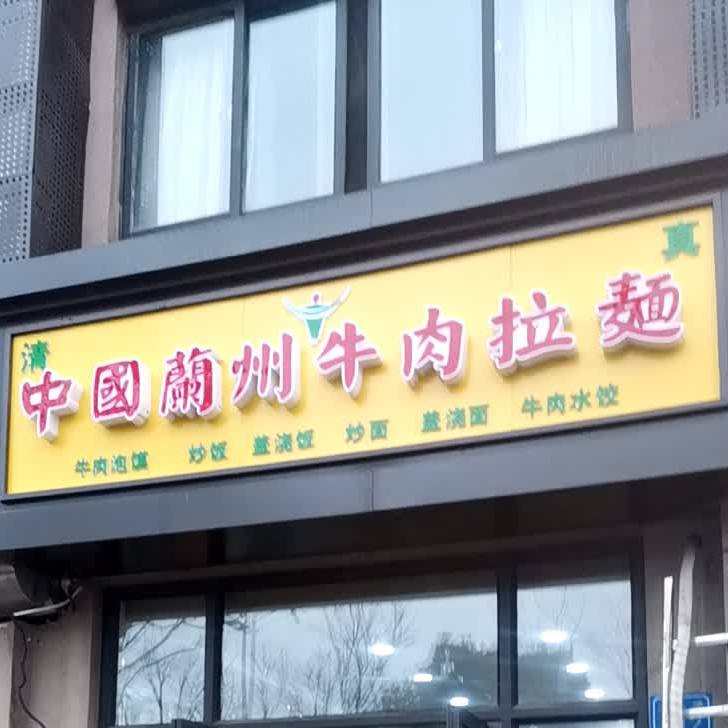 清 真
中國蘭州牛肉拉麵
牛肉泡馍 炒饭 盖浇饭 炒面 盖浇面 牛肉水饺